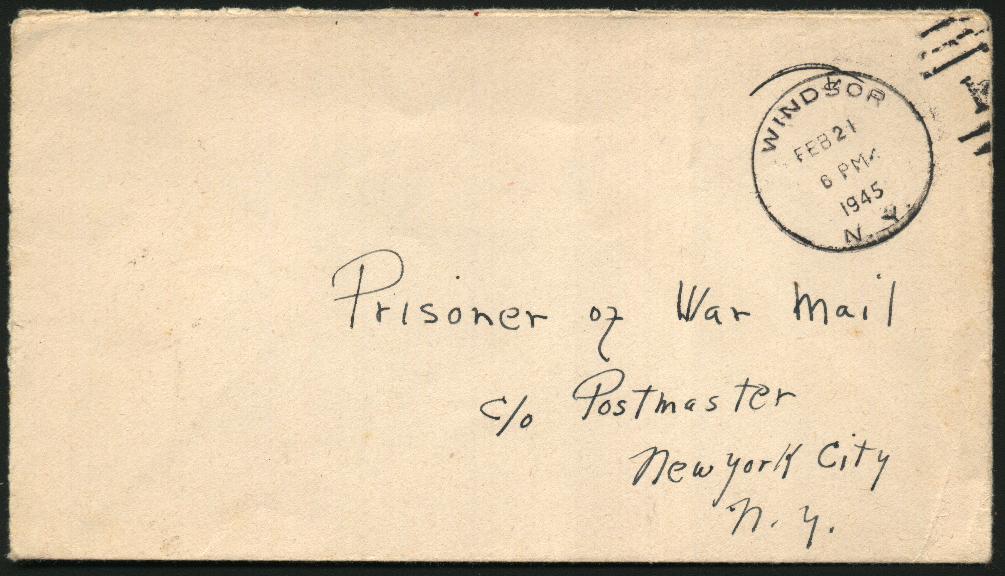 WINDSOR
FEB 21
6 PM
1945
N. Y.
Prisoner of War Mail
c/o Postmaster
New York City
N. Y.